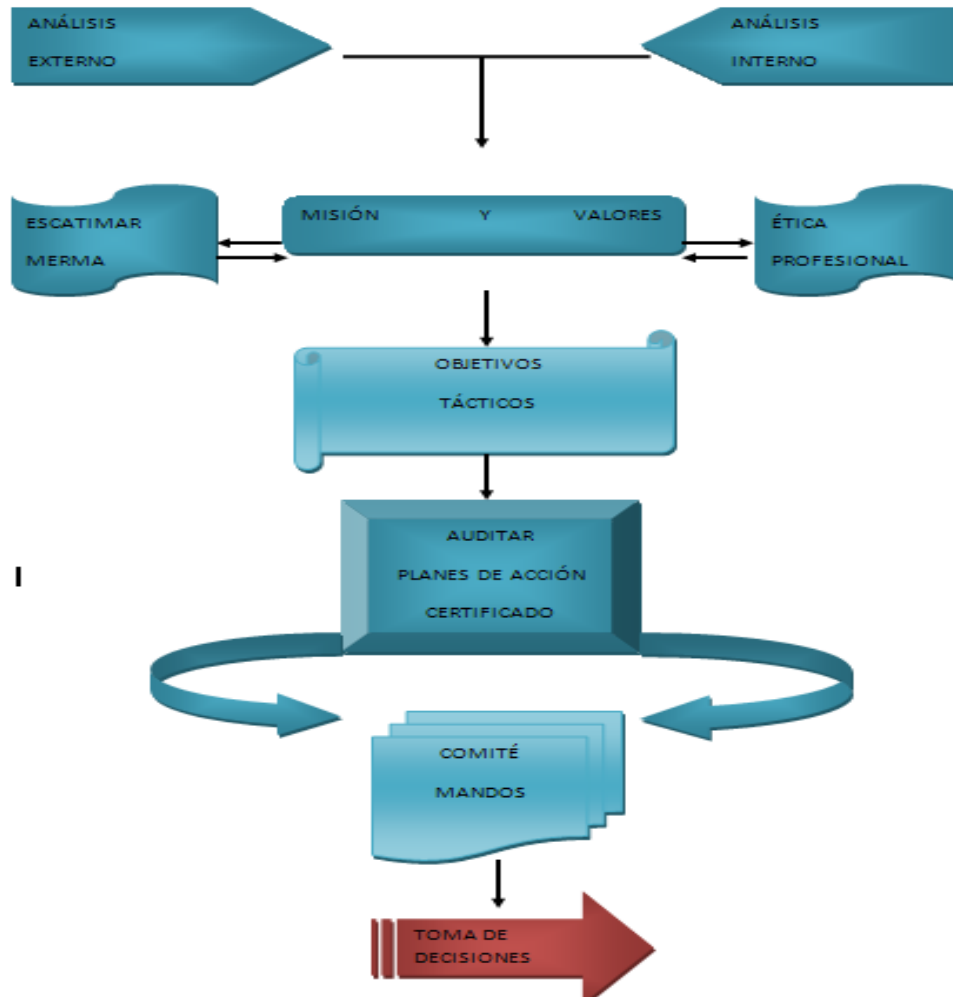 ANÁLISIS
EXTERNO
ANÁLISIS
INTERNO
ESCATIMAR
MERMA
MISIÓN Y VALORES
ÉTICA
PROFESIONAL
OBJETIVOS
TÁCTICOS
AUDITAR
PLANES DE ACCIÓN
CERTIFICADO
I
COMITÉ
MANDOS
TOMA DE
DECISIONES